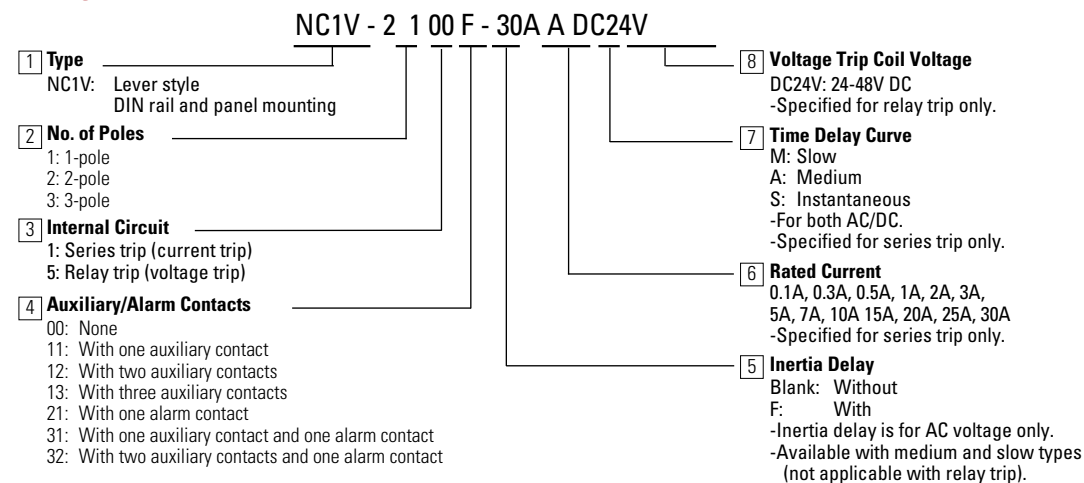 NC1V - 2 1 00 F - 30A A DC24V
1 Type
NC1V: Lever style
DIN rail and panel mounting
2 No. of Poles
1: 1-pole
2: 2-pole
3: 3-pole
3 Internal Circuit
1: Series trip (current trip)
5: Relay trip (voltage trip)
4 Auxiliary/Alarm Contacts
00: None
11: With one auxiliary contact
12: With two auxiliary contacts
13: With three auxiliary contacts
21: With one alarm contact
31: With one auxiliary contact and one alarm contact
32: With two auxiliary contacts and one alarm contact
8 Voltage Trip Coil Voltage
DC24V: 24-48V DC
-Specified for relay trip only.
7 Time Delay Curve
M: Slow
A: Medium
S: Instantaneous
-For both AC/DC.
-Specified for series trip only.
6 Rated Current
0.1A, 0.3A, 0.5A, 1A, 2A, 3A,
5A, 7A, 10A 15A, 20A, 25A, 30A
-Specified for series trip only.
5 Inertia Delay
Blank: Without
F: With
-Inertia delay is for AC voltage only.
-Available with medium and slow types
(not applicable with relay trip).